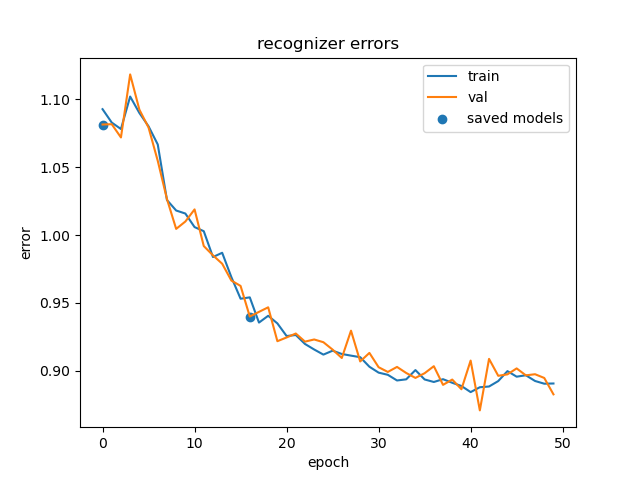 recognizer errors
train
val
saved models
1.10
1.05
1.00
0.95
0.90
error
0 10 20 30 40 50
epoch